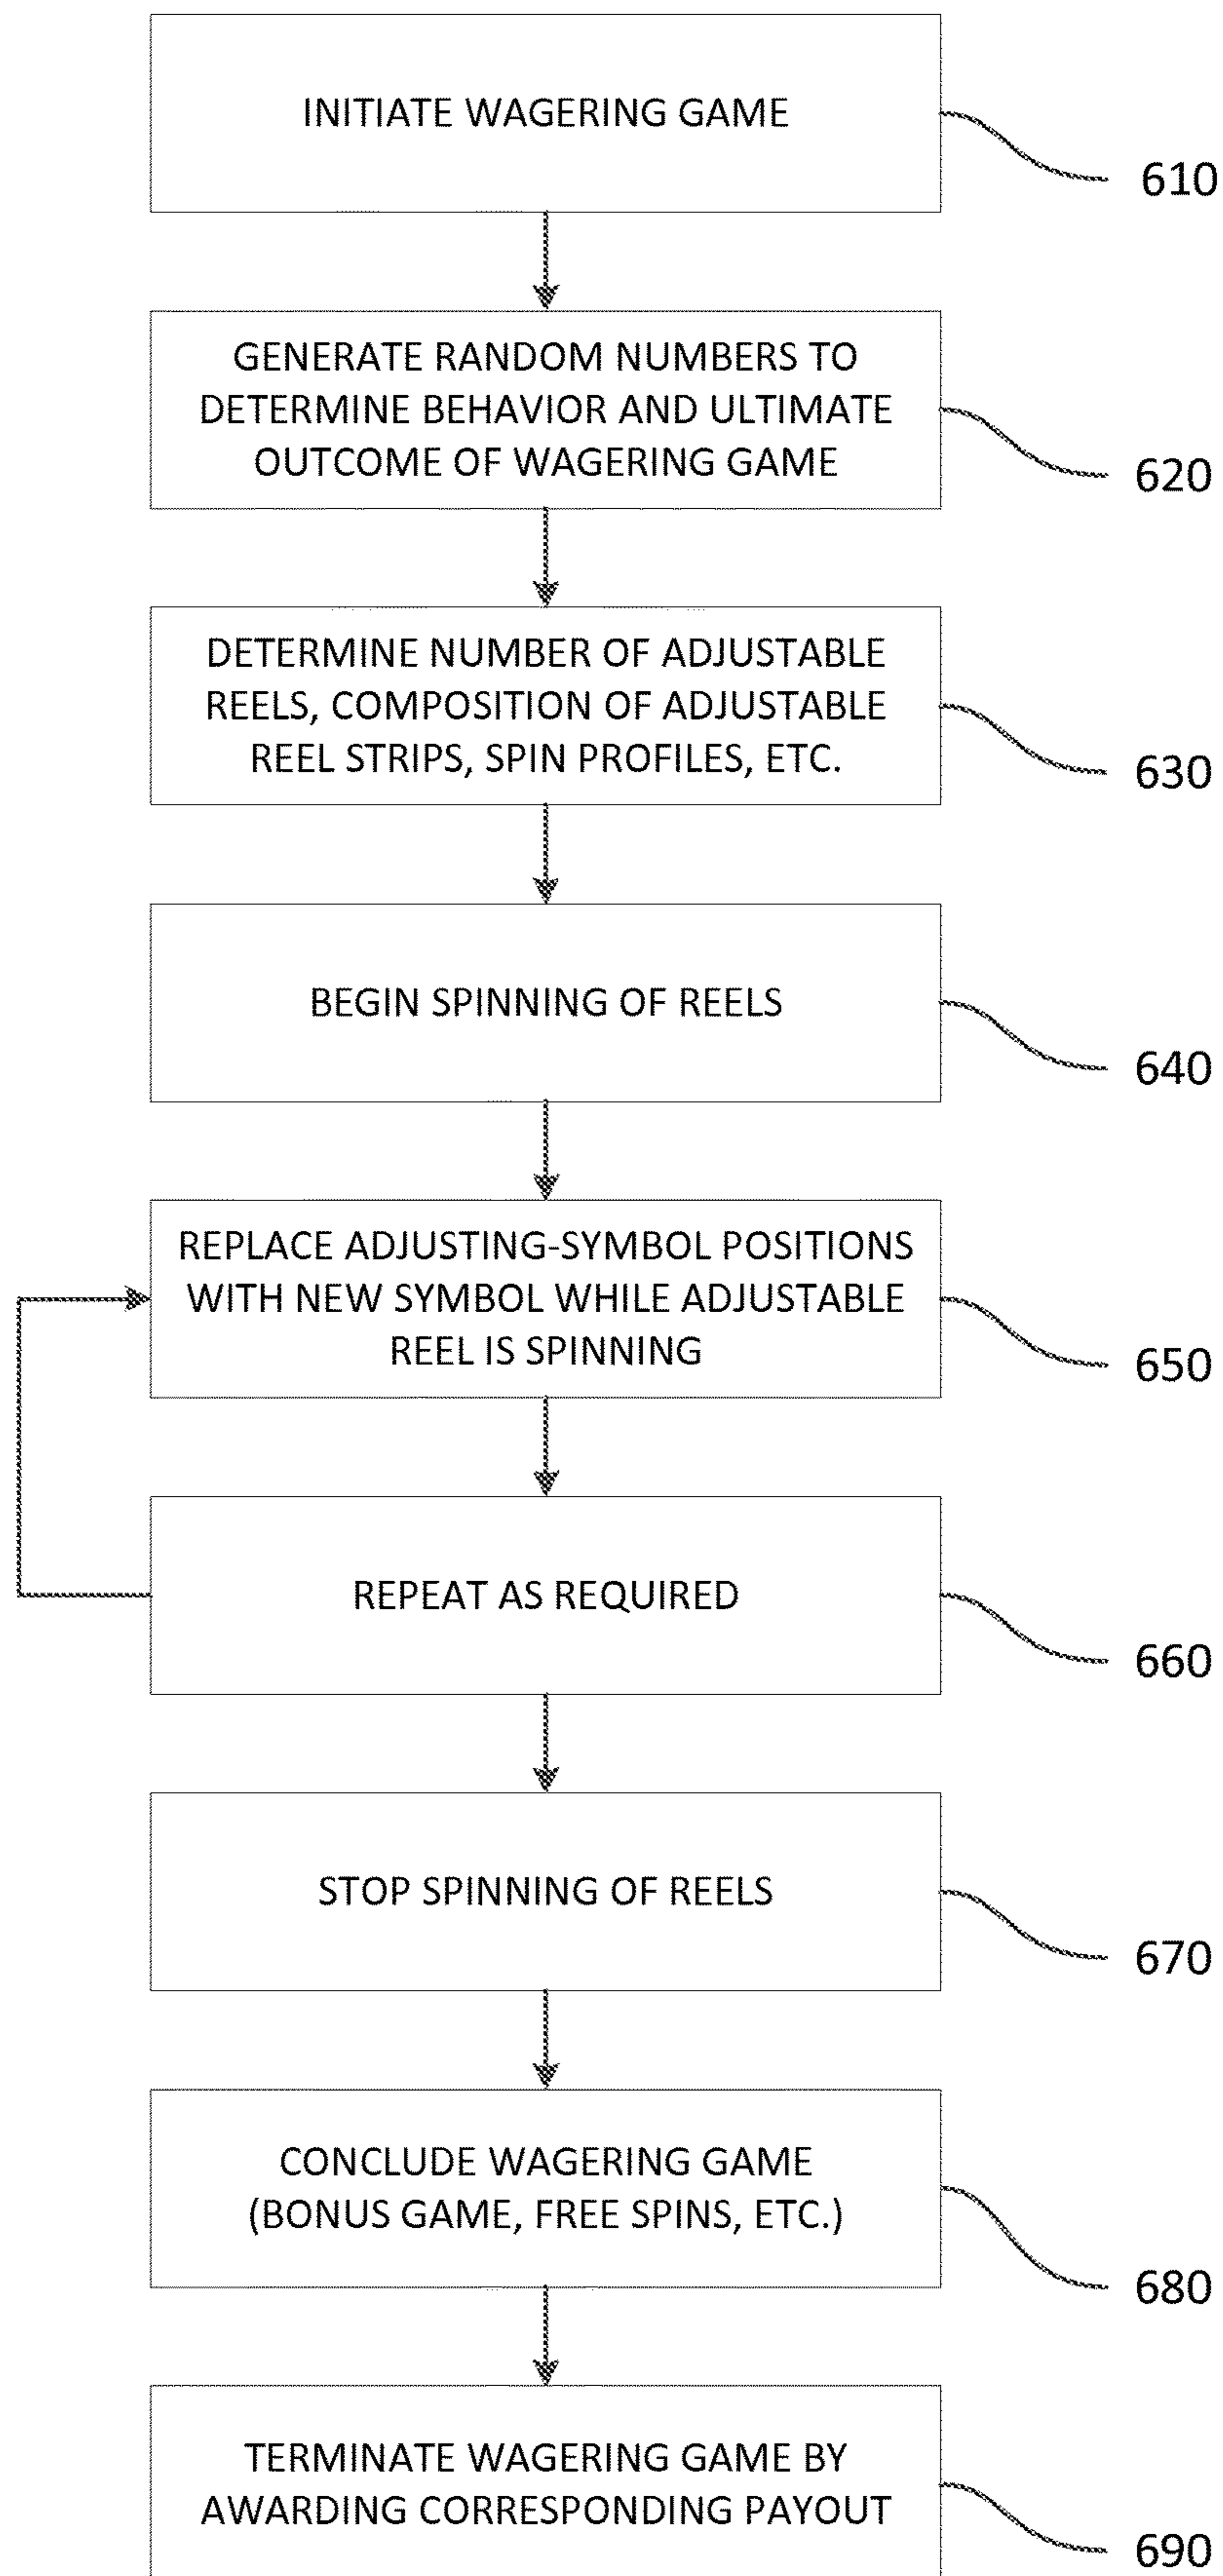 INITIATE WAGERING GAME
610
GENERATE RANDOM NUMBERS TO
DETERMINE BEHAVIOR AND ULTIMATE
OUTCOME OF WAGERING GAME
620
DETERMINE NUMBER OF ADJUSTABLE
REELS, COMPOSITION OF ADJUSTABLE
REEL STRIPS, SPIN PROFILES, ETC.
630
BEGIN SPINNING OF REELS
640
REPLACE ADJUSTING-SYMBOL POSITIONS
WITH NEW SYMBOL WHILE ADJUSTABLE
REEL IS SPINNING
650
REPEAT AS REQUIRED
660
STOP SPINNING OF REELS
670
CONCLUDE WAGERING GAME
(BONUS GAME, FREE SPINS, ETC.)
680
TERMINATE WAGERING GAME BY
AWARDING CORRESPONDING PAYOUT
690